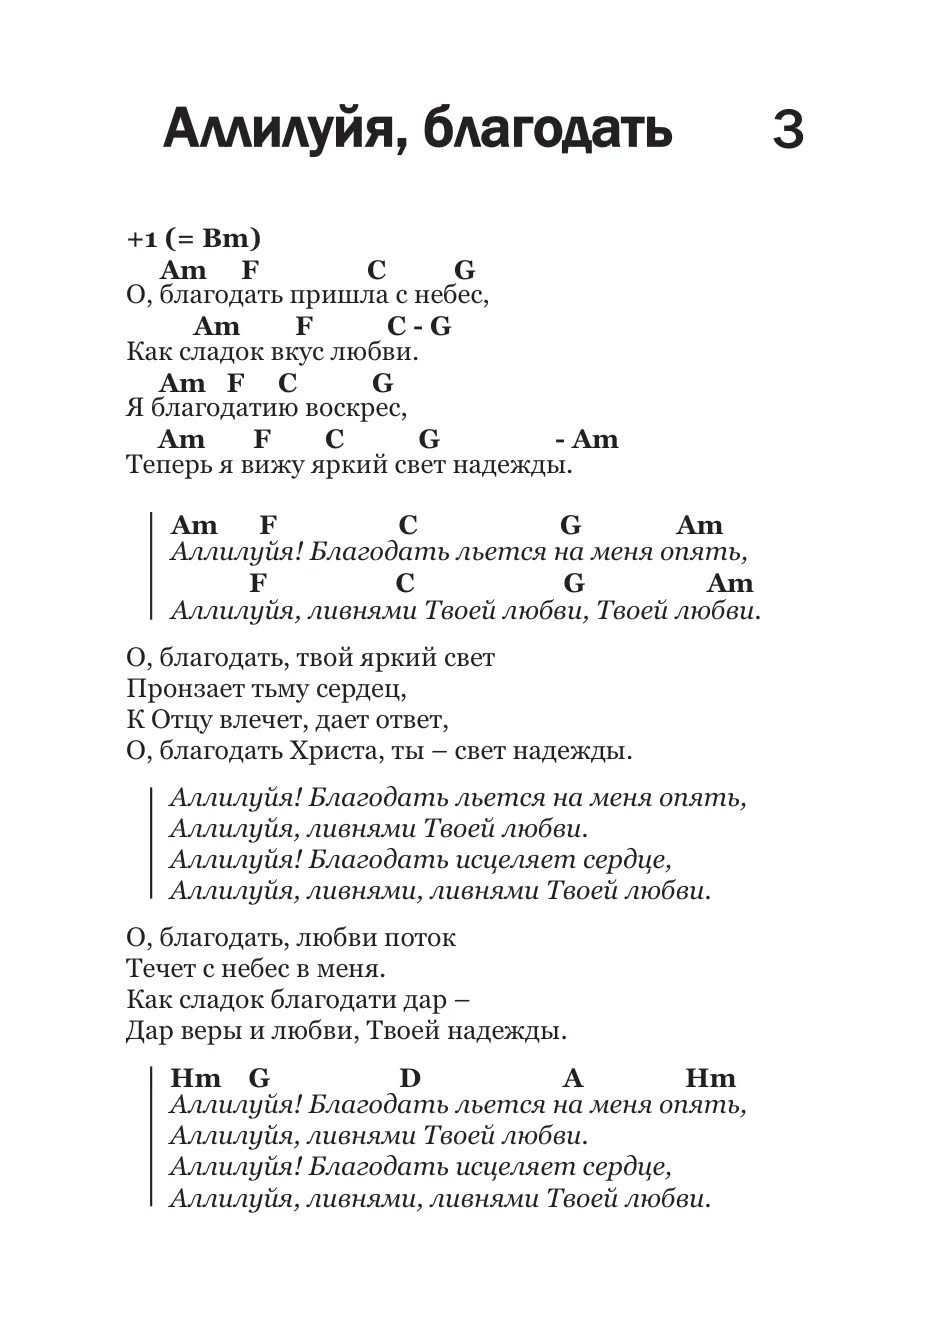 Аллилуйя, благодать 3
+1 (= Bm)
Am F C G
О, благодать пришла с небес,
Am F C - G
Как сладок вкус любви.
Am F C G
Я благодатию воскрес,
Am F C G - Am
Теперь я вижу яркий свет надежды.
Am F C G Am
Аллилуйя! Благодать льется на меня опять,
F C G Am
Аллилуйя, ливнями Твоей любви, Твоей любви.
О, благодать, твой яркий свет
Пронзает тьму сердец,
К Отцу влечет, дает ответ,
О, благодать Христа, ты – свет надежды.
Аллилуйя! Благодать льется на меня опять,
Аллилуйя, ливнями Твоей любви.
Аллилуйя! Благодать исцеляет сердце,
Аллилуйя, ливнями, ливнями Твоей любви.
О, благодать, любви поток
Течет с небес в меня.
Как сладок благодати дар –
Дар веры и любви, Твоей надежды.
Hm G D A Hm
Аллилуйя! Благодать льется на меня опять,
Аллилуйя, ливнями Твоей любви.
Аллилуйя! Благодать исцеляет сердце,
Аллилуйя, ливнями, ливнями Твоей любви.